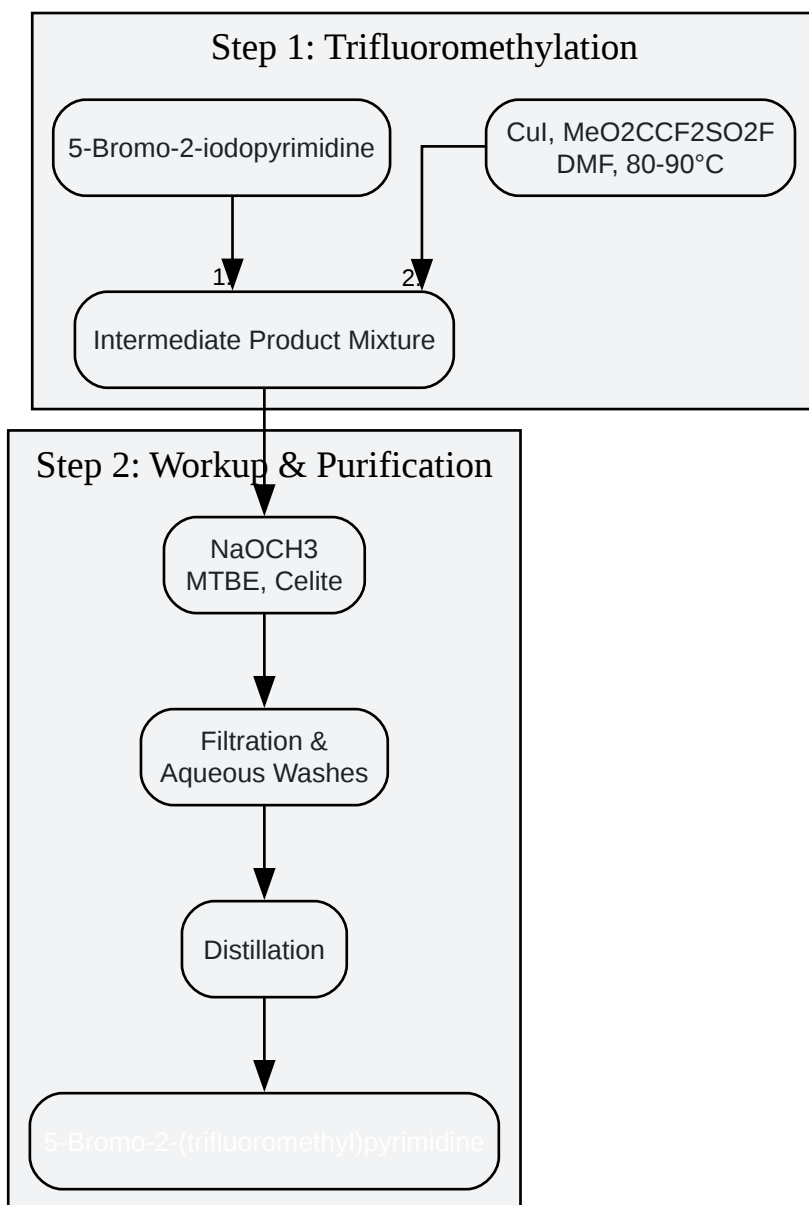 Step 1: Trifluoromethylation
5-Bromo-2-iodopyrimidine
CuI, MeO2CCF2SO2F
DMF, 80-90°C
1.
2.
Intermediate Product Mixture
Step 2: Workup & Purification
NaOCH3
MTBE, Celite
Filtration &
Aqueous Washes
Distillation
5-Bromo-2-(trifluoromethyl)pyrimidine